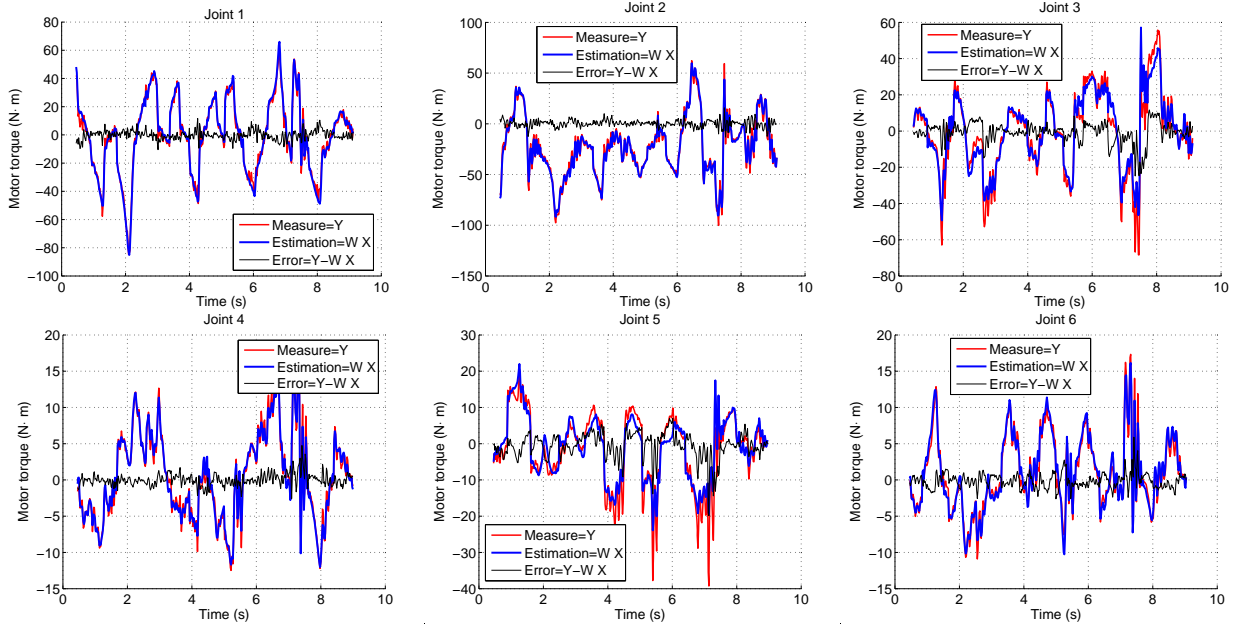 Joint 1
Motor torque (N· m)
80
60
40
20
0
−20
−40
−60
−80
−100
Measure=Y
Estimation=W X
Error=Y−W X
0
2
4
6
8
10
Time (s)
Joint 2
Motor torque (N· m)
100
50
0
−50
−100
−150
Measure=Y
Estimation=W X
Error=Y−W X
0
2
4
6
8
10
Time (s)
Joint 3
Motor torque (N· m)
60
40
20
0
−20
−40
−60
−80
Measure=Y
Estimation=W X
Error=Y−W X
0
2
4
6
8
10
Time (s)
Joint 4
Motor torque (N· m)
20
15
10
5
0
−5
−10
−15
Measure=Y
Estimation=W X
Error=Y−W X
0
2
4
6
8
10
Time (s)
Joint 5
Motor torque (N· m)
30
20
10
0
−10
−20
−30
−40
Measure=Y
Estimation=W X
Error=Y−W X
0
2
4
6
8
10
Time (s)
Joint 6
Motor torque (N· m)
20
15
10
5
0
−5
−10
−15
Measure=Y
Estimation=W X
Error=Y−W X
0
2
4
6
8
10
Time (s)